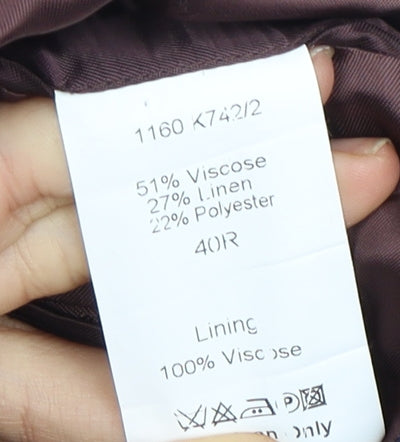 1160 K742/2
51% Viscose
27% Linen
22% Polyester
40R
Lining
100% Viscose
only